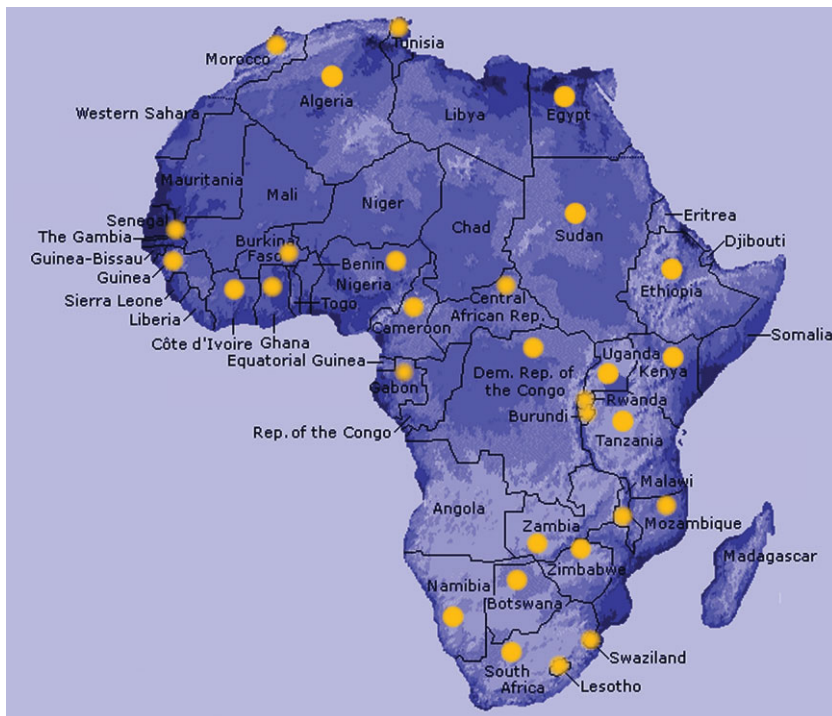 Tunisia
Morocco
Algeria
Western Sahara
Libya
Egypt
Mauritania
Mali
Niger
Chad
Sudan
Eritrea
Senegal
The Gambia
Djibouti
Burkina
Faso
Guinea-Bissau
Benin
Guinea
Nigeria
Ethiopia
Sierra Leone
Togo
Central
African Rep.
Liberia
Cameroon
Somalia
Côte d'Ivoire
Ghana
Equatorial Guinea
Uganda
Kenya
Dem. Rep. of
the Congo
Gabon
Rwanda
Burundi
Rep. of the Congo
Tanzania
Malawi
Angola
Zambia
Mozambique
Madagascar
Zimbabwe
Namibia
Botswana
Swaziland
South
Africa
Lesotho